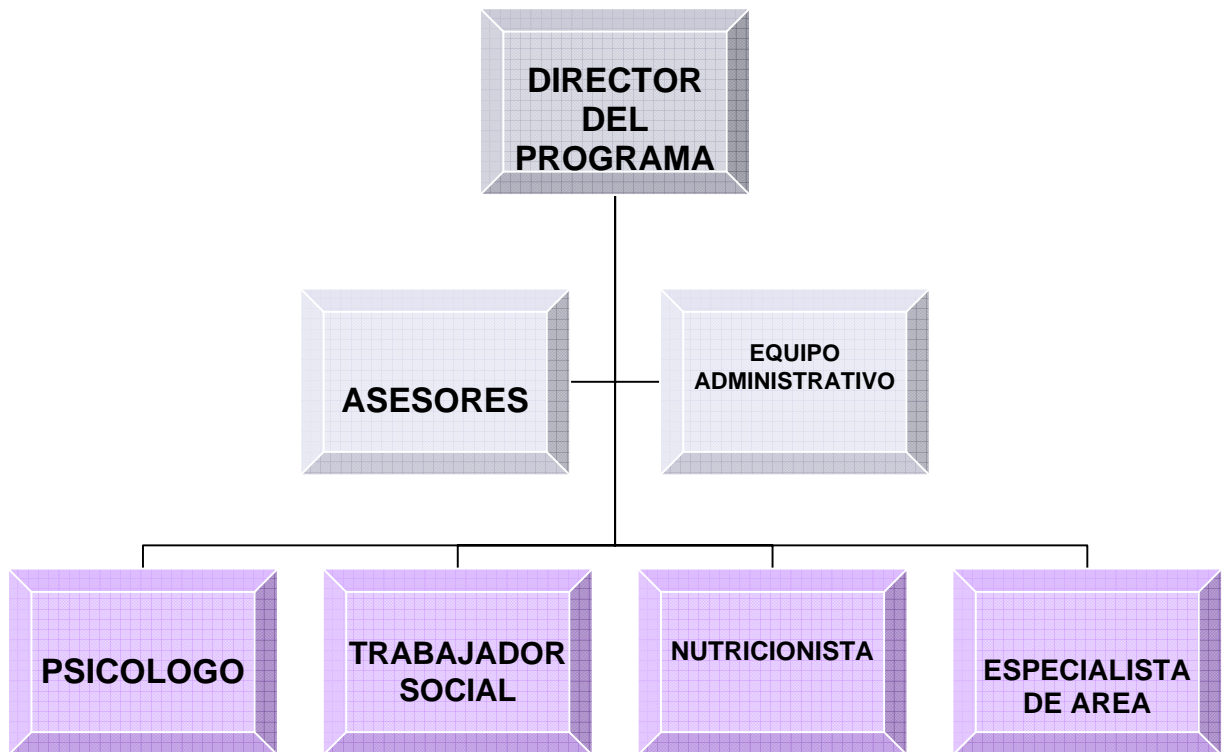 DIRECTOR
DEL
PROGRAMA
ASESORES
EQUIPO
ADMINISTRATIVO
PSICOLOGO
TRABAJADOR
SOCIAL
NUTRICIONISTA
ESPECIALISTA
DE AREA